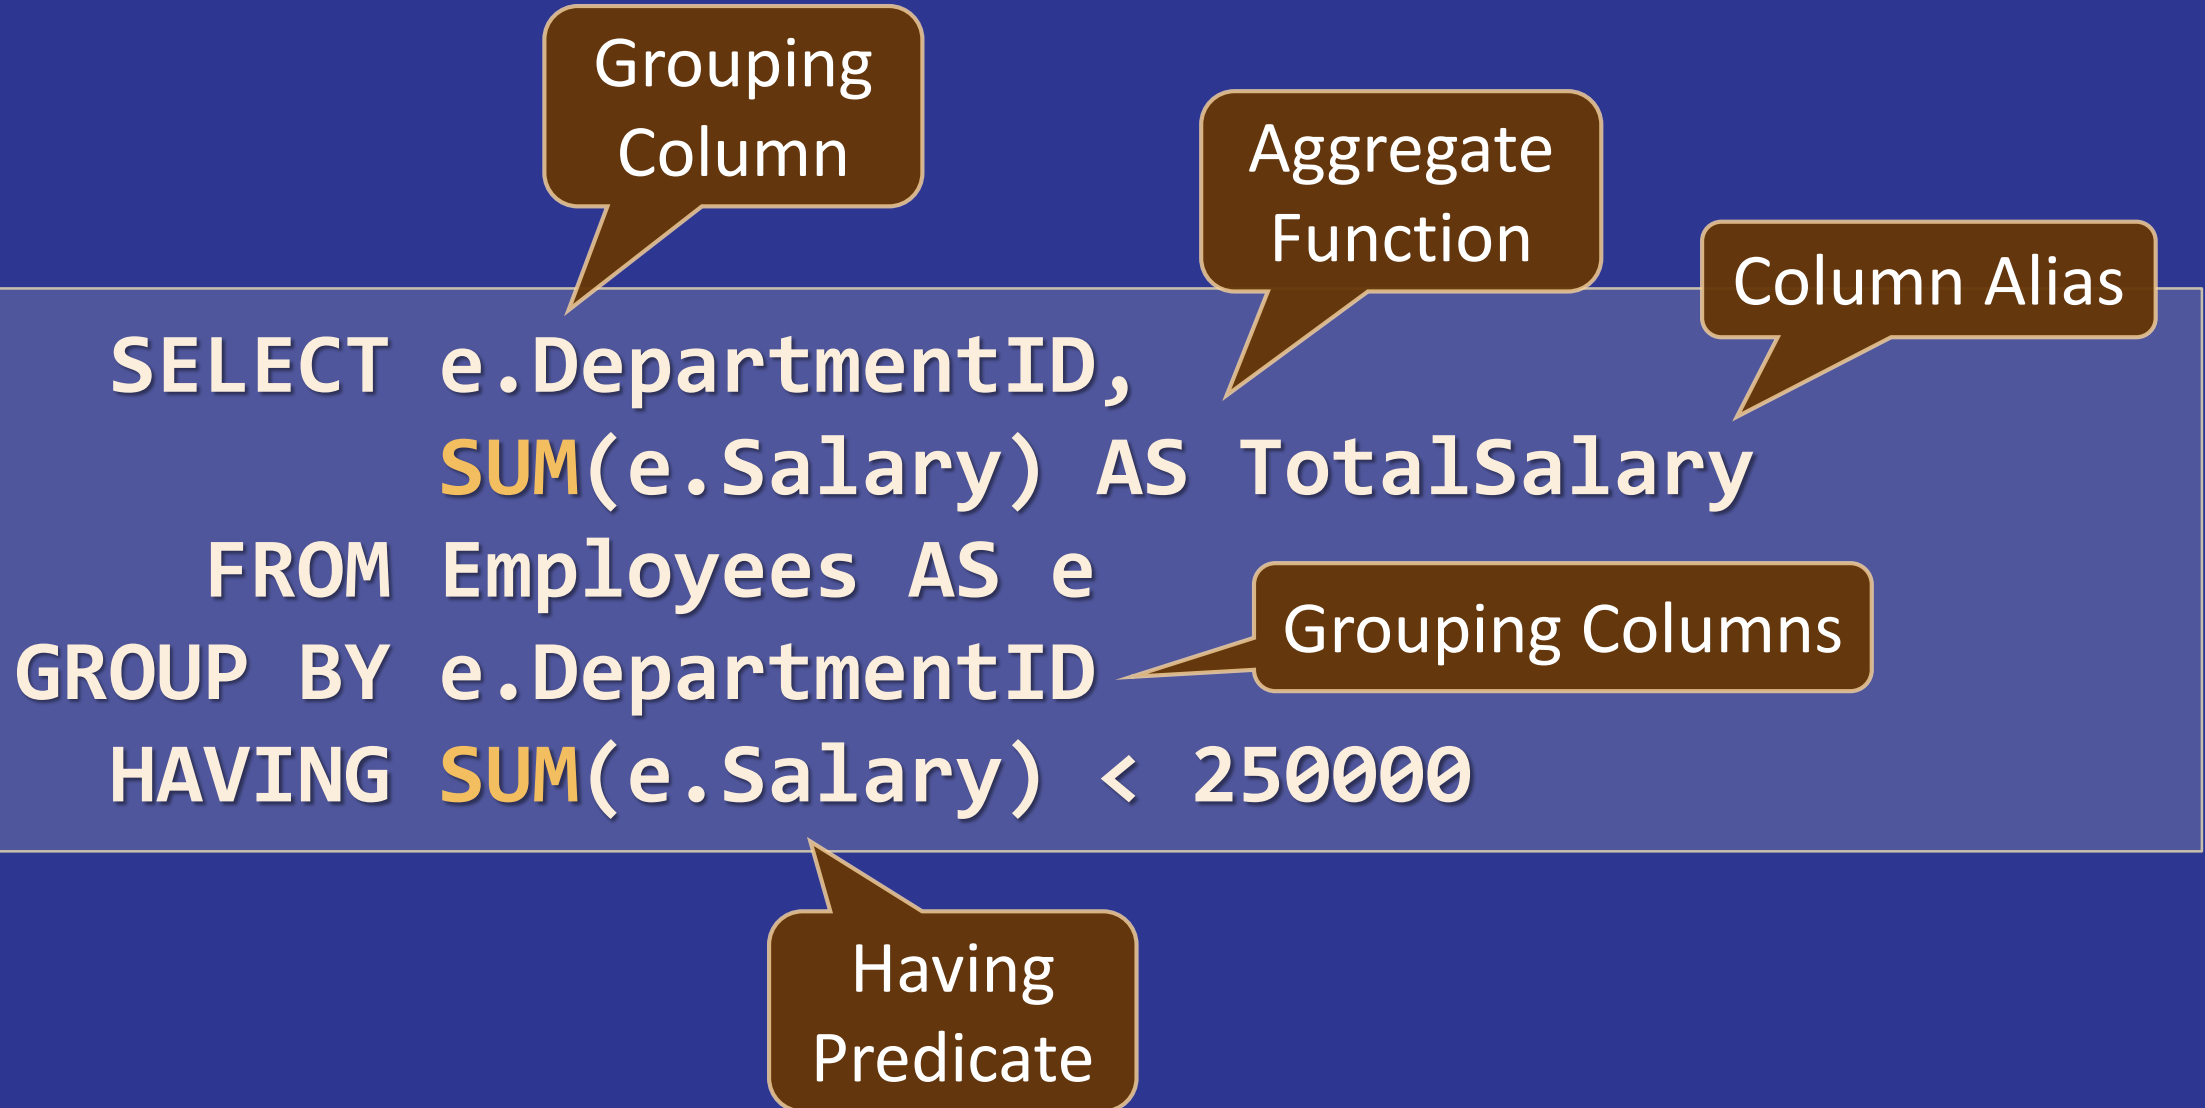 Grouping
Column
Aggregate
Function
Column Alias
SELECT e.DepartmentID,
SUM(e.Salary) AS TotalSalary
FROM Employees AS e
Grouping Columns
GROUP BY e.DepartmentID
HAVING SUM(e.Salary) < 250000
Having
Predicate